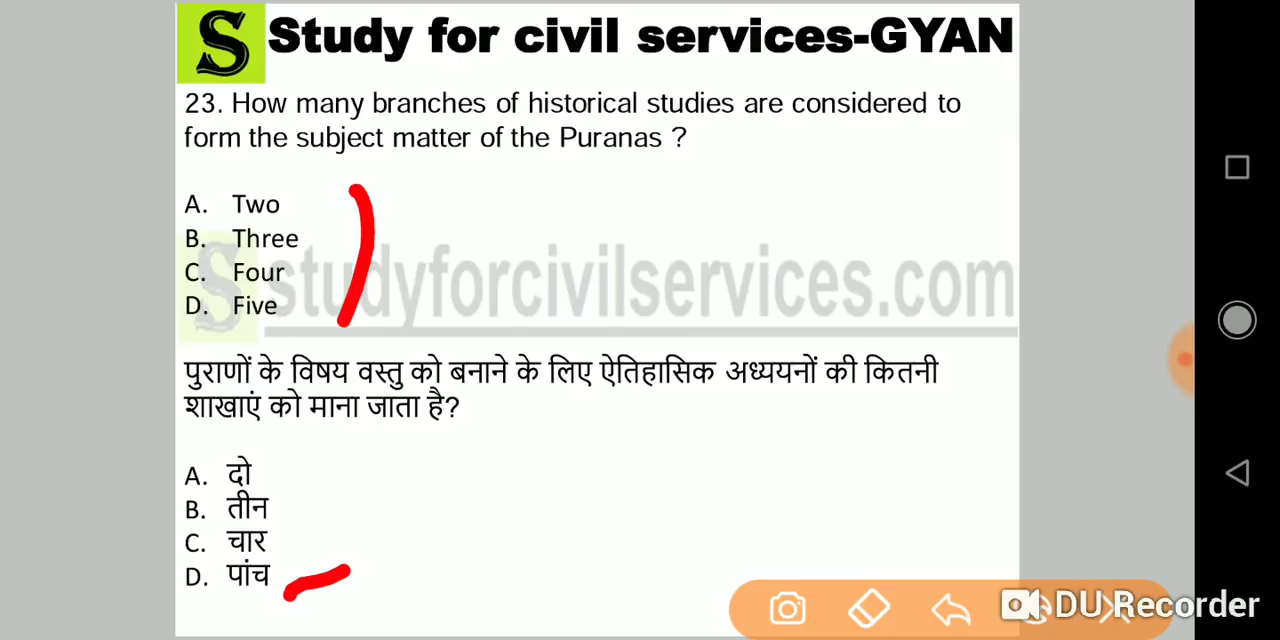 S Study for civil services-GYAN
23. How many branches of historical studies are considered to
form the subject matter of the Puranas ?
A. Two
B. Three
C. Four
D. Five
S studyforcivilservices.com
पुराणों के विषय वस्तु को बनाने के लिए ऐतिहासिक अध्ययनों की कितनी
शाखाएं को माना जाता है?
A. दो
B. तीन
C. चार
D. पांच
DU Recorder